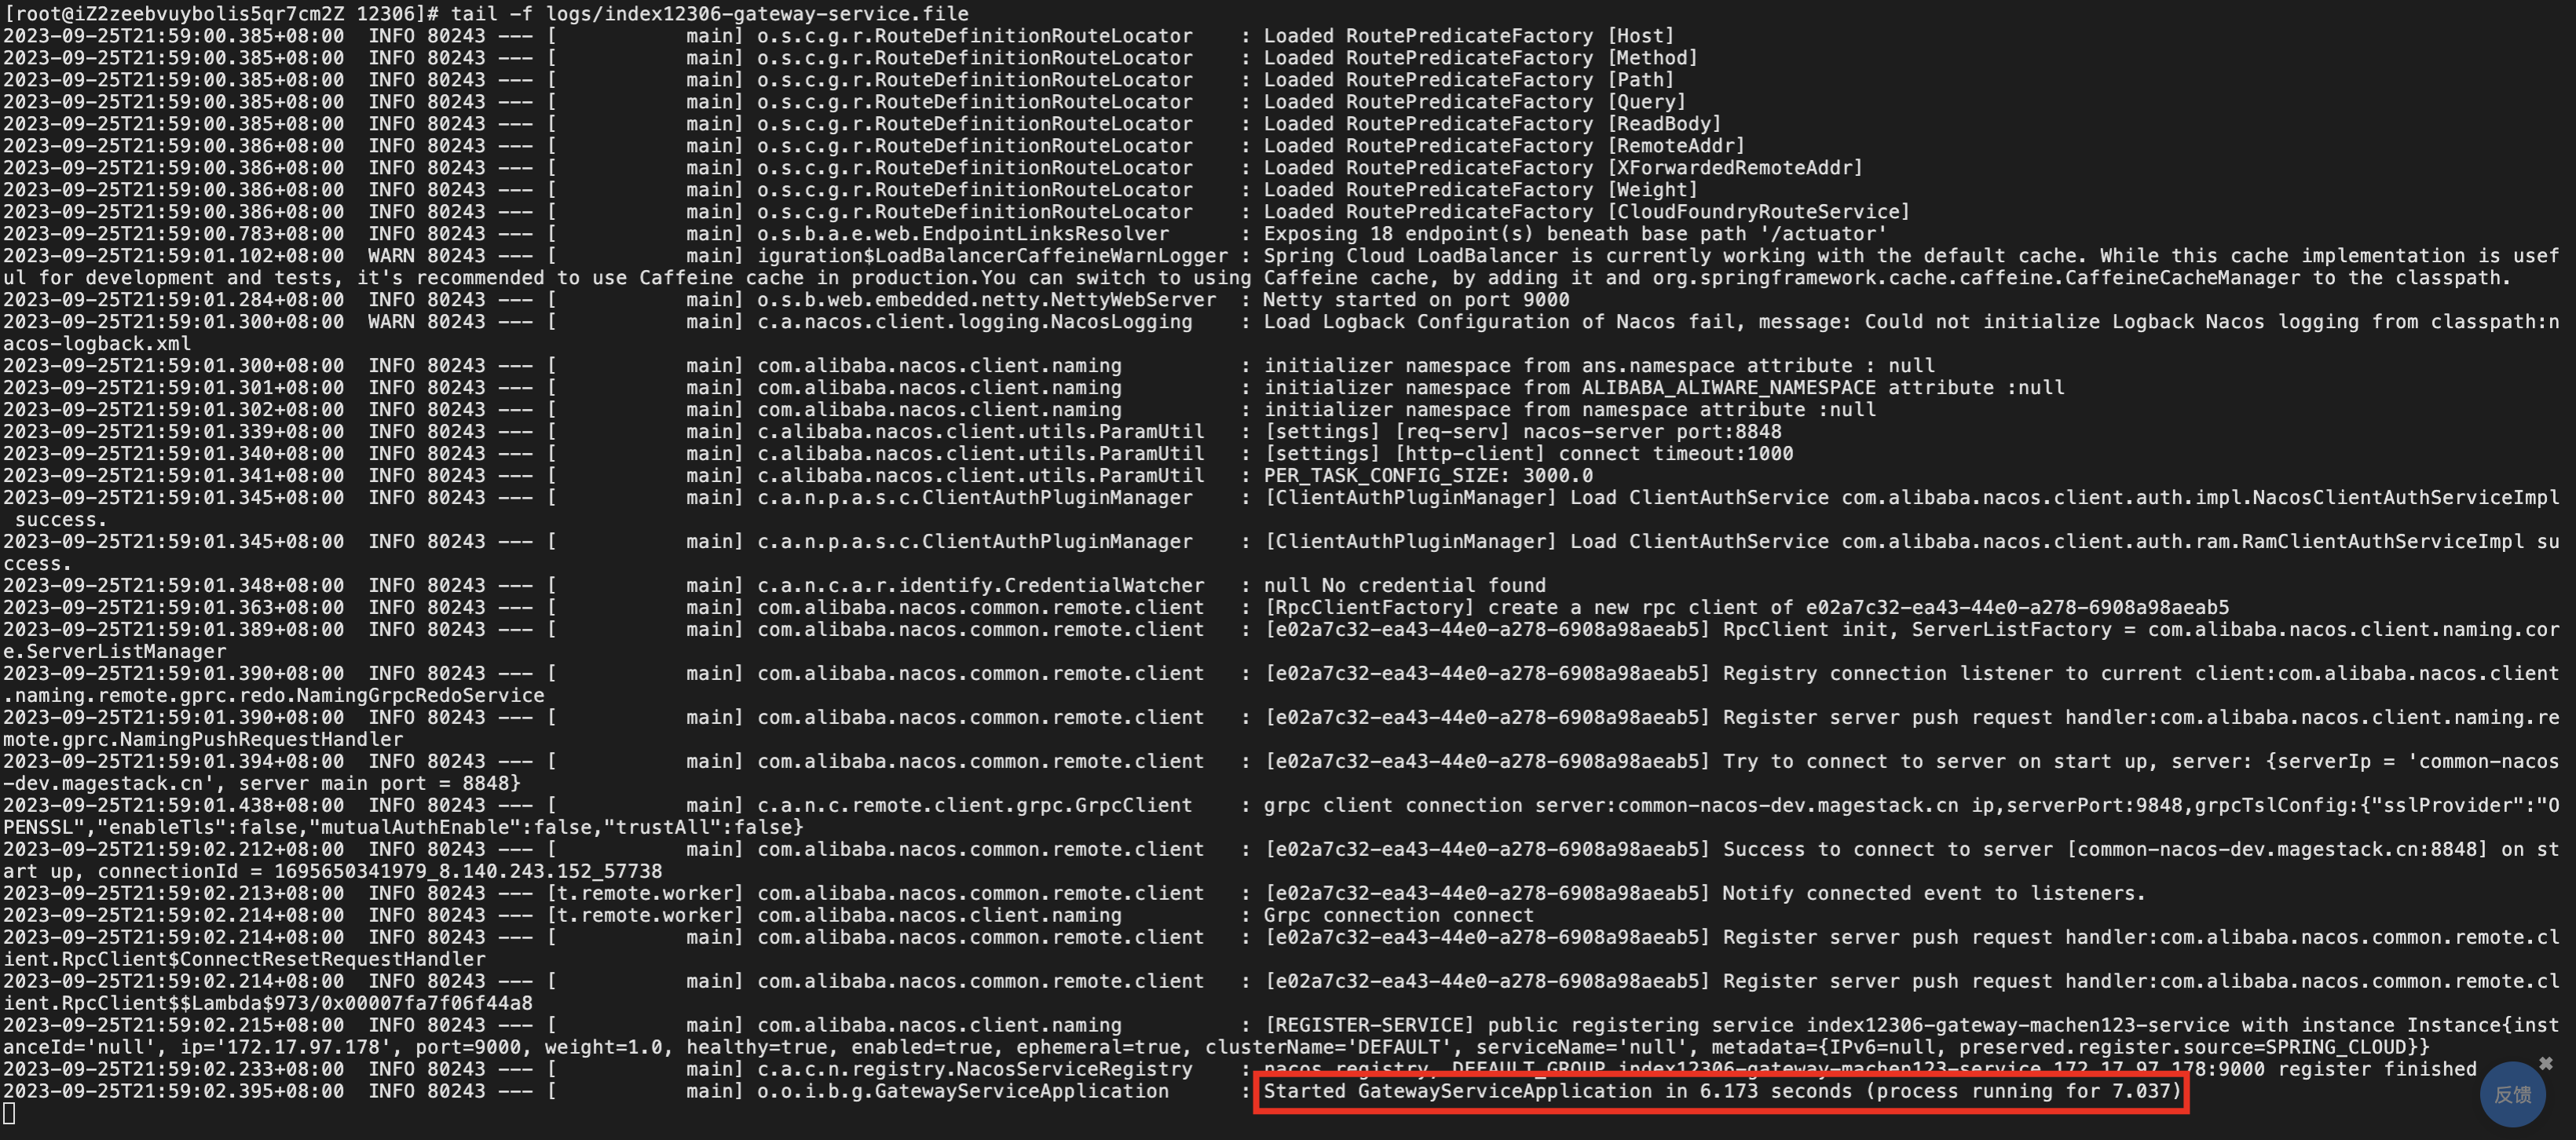 [root@iZ2zeebvuybolis5qr7cm2Z 12306]# tail -f logs/index12306-gateway-service.file
2023-09-25T21:59:00.385+08:00  INFO 80243 --- [           main] o.s.c.g.r.RouteDefinitionRouteLocator    : Loaded RoutePredicateFactory [Host]
2023-09-25T21:59:00.385+08:00  INFO 80243 --- [           main] o.s.c.g.r.RouteDefinitionRouteLocator    : Loaded RoutePredicateFactory [Method]
2023-09-25T21:59:00.385+08:00  INFO 80243 --- [           main] o.s.c.g.r.RouteDefinitionRouteLocator    : Loaded RoutePredicateFactory [Path]
2023-09-25T21:59:00.385+08:00  INFO 80243 --- [           main] o.s.c.g.r.RouteDefinitionRouteLocator    : Loaded RoutePredicateFactory [Query]
2023-09-25T21:59:00.385+08:00  INFO 80243 --- [           main] o.s.c.g.r.RouteDefinitionRouteLocator    : Loaded RoutePredicateFactory [ReadBody]
2023-09-25T21:59:00.386+08:00  INFO 80243 --- [           main] o.s.c.g.r.RouteDefinitionRouteLocator    : Loaded RoutePredicateFactory [RemoteAddr]
2023-09-25T21:59:00.386+08:00  INFO 80243 --- [           main] o.s.c.g.r.RouteDefinitionRouteLocator    : Loaded RoutePredicateFactory [XForwardedRemoteAddr]
2023-09-25T21:59:00.386+08:00  INFO 80243 --- [           main] o.s.c.g.r.RouteDefinitionRouteLocator    : Loaded RoutePredicateFactory [Weight]
2023-09-25T21:59:00.386+08:00  INFO 80243 --- [           main] o.s.c.g.r.RouteDefinitionRouteLocator    : Loaded RoutePredicateFactory [CloudFoundryRouteService]
2023-09-25T21:59:00.783+08:00  INFO 80243 --- [           main] o.s.b.a.e.web.EndpointLinksResolver      : Exposing 18 endpoint(s) beneath base path '/actuator'
2023-09-25T21:59:01.102+08:00  WARN 80243 --- [           main] iguration$LoadBalancerCaffeineWarnLogger : Spring Cloud LoadBalancer is currently working with the default cache. While this cache implementation is usef
ul for development and tests, it's recommended to use Caffeine cache in production.You can switch to using Caffeine cache, by adding it and org.springframework.cache.caffeine.CaffeineCacheManager to the classpath.
2023-09-25T21:59:01.284+08:00  INFO 80243 --- [           main] o.s.b.web.embedded.netty.NettyWebServer  : Netty started on port 9000
2023-09-25T21:59:01.300+08:00  WARN 80243 --- [           main] c.a.nacos.client.logging.NacosLogging    : Load Logback Configuration of Nacos fail, message: Could not initialize Logback Nacos logging from classpath:n
acos-logback.xml
2023-09-25T21:59:01.300+08:00  INFO 80243 --- [           main] com.alibaba.nacos.client.naming          : initializer namespace from ans.namespace attribute : null
2023-09-25T21:59:01.301+08:00  INFO 80243 --- [           main] com.alibaba.nacos.client.naming          : initializer namespace from ALIBABA_ALIWARE_NAMESPACE attribute :null
2023-09-25T21:59:01.302+08:00  INFO 80243 --- [           main] com.alibaba.nacos.client.naming          : initializer namespace from namespace attribute :null
2023-09-25T21:59:01.339+08:00  INFO 80243 --- [           main] c.alibaba.nacos.client.utils.ParamUtil   : [settings] [req-serv] nacos-server port:8848
2023-09-25T21:59:01.340+08:00  INFO 80243 --- [           main] c.alibaba.nacos.client.utils.ParamUtil   : [settings] [http-client] connect timeout:1000
2023-09-25T21:59:01.341+08:00  INFO 80243 --- [           main] c.alibaba.nacos.client.utils.ParamUtil   : PER_TASK_CONFIG_SIZE: 3000.0
2023-09-25T21:59:01.345+08:00  INFO 80243 --- [           main] c.a.n.p.a.s.c.ClientAuthPluginManager    : [ClientAuthPluginManager] Load ClientAuthService com.alibaba.nacos.client.auth.impl.NacosClientAuthServiceImpl
 success.
2023-09-25T21:59:01.345+08:00  INFO 80243 --- [           main] c.a.n.p.a.s.c.ClientAuthPluginManager    : [ClientAuthPluginManager] Load ClientAuthService com.alibaba.nacos.client.auth.ram.RamClientAuthServiceImpl su
ccess.
2023-09-25T21:59:01.348+08:00  INFO 80243 --- [           main] c.a.n.c.a.r.identify.CredentialWatcher   : null No credential found
2023-09-25T21:59:01.363+08:00  INFO 80243 --- [           main] com.alibaba.nacos.common.remote.client   : [RpcClientFactory] create a new rpc client of e02a7c32-ea43-44e0-a278-6908a98aeab5
2023-09-25T21:59:01.389+08:00  INFO 80243 --- [           main] com.alibaba.nacos.common.remote.client   : [e02a7c32-ea43-44e0-a278-6908a98aeab5] RpcClient init, ServerListFactory = com.alibaba.nacos.client.naming.cor
e.ServerListManager
2023-09-25T21:59:01.390+08:00  INFO 80243 --- [           main] com.alibaba.nacos.common.remote.client   : [e02a7c32-ea43-44e0-a278-6908a98aeab5] Registry connection listener to current client:com.alibaba.nacos.client
.naming.remote.gprc.redo.NamingGrpcRedoService
2023-09-25T21:59:01.390+08:00  INFO 80243 --- [           main] com.alibaba.nacos.common.remote.client   : [e02a7c32-ea43-44e0-a278-6908a98aeab5] Register server push request handler:com.alibaba.nacos.client.naming.re
mote.gprc.NamingPushRequestHandler
2023-09-25T21:59:01.394+08:00  INFO 80243 --- [           main] com.alibaba.nacos.common.remote.client   : [e02a7c32-ea43-44e0-a278-6908a98aeab5] Try to connect to server on start up, server: {serverIp = 'common-nacos
-dev.magestack.cn', server main port = 8848}
2023-09-25T21:59:01.438+08:00  INFO 80243 --- [           main] c.a.n.c.remote.client.grpc.GrpcClient    : grpc client connection server:common-nacos-dev.magestack.cn ip,serverPort:9848,grpcTslConfig:{"sslProvider":"O
PENSSL","enableTls":false,"mutualAuthEnable":false,"trustAll":false}
2023-09-25T21:59:02.212+08:00  INFO 80243 --- [           main] com.alibaba.nacos.common.remote.client   : [e02a7c32-ea43-44e0-a278-6908a98aeab5] Success to connect to server [common-nacos-dev.magestack.cn:8848] on st
art up, connectionId = 1695650341979_8.140.243.152_57738
2023-09-25T21:59:02.213+08:00  INFO 80243 --- [t.remote.worker] com.alibaba.nacos.common.remote.client   : [e02a7c32-ea43-44e0-a278-6908a98aeab5] Notify connected event to listeners.
2023-09-25T21:59:02.214+08:00  INFO 80243 --- [t.remote.worker] com.alibaba.nacos.client.naming          : Grpc connection connect
2023-09-25T21:59:02.214+08:00  INFO 80243 --- [           main] com.alibaba.nacos.common.remote.client   : [e02a7c32-ea43-44e0-a278-6908a98aeab5] Register server push request handler:com.alibaba.nacos.common.remote.cl
ient.RpcClient$ConnectResetRequestHandler
2023-09-25T21:59:02.214+08:00  INFO 80243 --- [           main] com.alibaba.nacos.common.remote.client   : [e02a7c32-ea43-44e0-a278-6908a98aeab5] Register server push request handler:com.alibaba.nacos.common.remote.cl
ient.RpcClient$$Lambda$973/0x00007fa7f06f44a8
2023-09-25T21:59:02.215+08:00  INFO 80243 --- [           main] com.alibaba.nacos.client.naming          : [REGISTER-SERVICE] public registering service index12306-gateway-machen123-service with instance Instance{inst
anceId='null', ip='172.17.97.178', port=9000, weight=1.0, healthy=true, enabled=true, ephemeral=true, clusterName='DEFAULT', serviceName='null', metadata={IPv6=null, preserved.register.source=SPRING_CLOUD}}
2023-09-25T21:59:02.233+08:00  INFO 80243 --- [           main] c.a.c.n.registry.NacosServiceRegistry    : nacos registry, DEFAULT_GROUP index12306-gateway-machen123-service 172.17.97.178:9000 register finished
2023-09-25T21:59:02.395+08:00  INFO 80243 --- [           main] o.o.i.b.g.GatewayServiceApplication      : Started GatewayServiceApplication in 6.173 seconds (process running for 7.037)
反馈